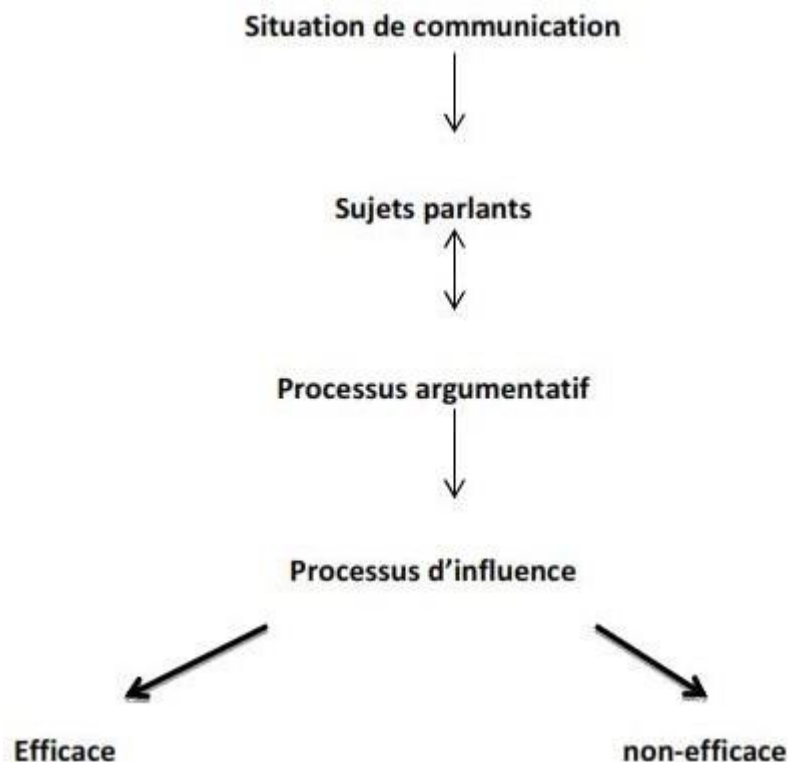 Situation de communication
Sujets parlants
Processus argumentatif
Processus d’influence
Efficace
non-efficace